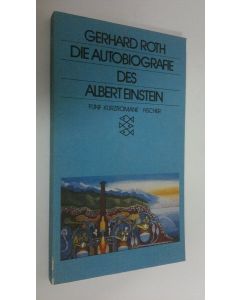 GERHARD ROTH
DIE AUTOBIOGRAFIE
DES
ALBERT EINSTEIN
FÜNF KURZROMANE FISCHER